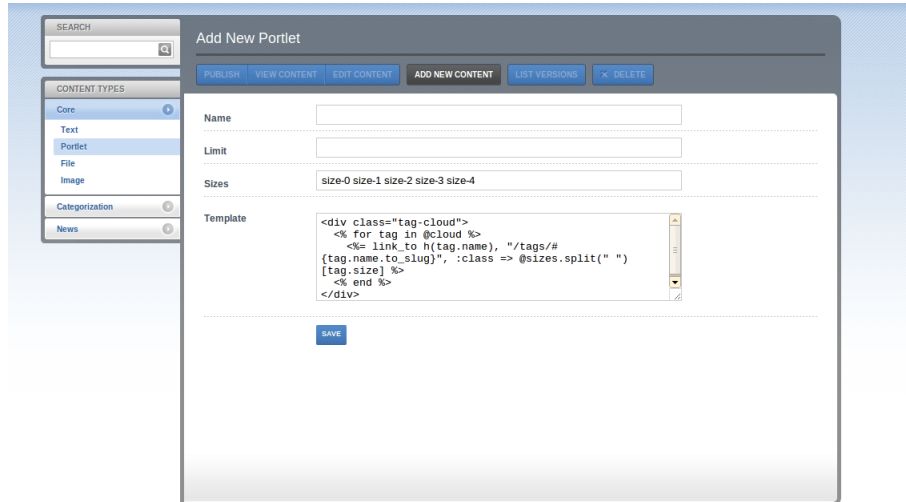 SEARCH
CONTENT TYPES
Core
Text
Portlet
File
Image
Categorization
News
Add New Portlet
PUBLISH VIEW CONTENT EDIT CONTENT ADD NEW CONTENT LIST VERSIONS × DELETE
Name
Limit
Sizes size-0 size-1 size-2 size-3 size-4
Template
<div class="tag-cloud">
<% for tag in @cloud %>
<%= link_to h(tag.name), "/tags/#
{tag.name.to_slug}", :class => @sizes.split(" ")
[tag.size] %>
<% end %>
</div>
SAVE